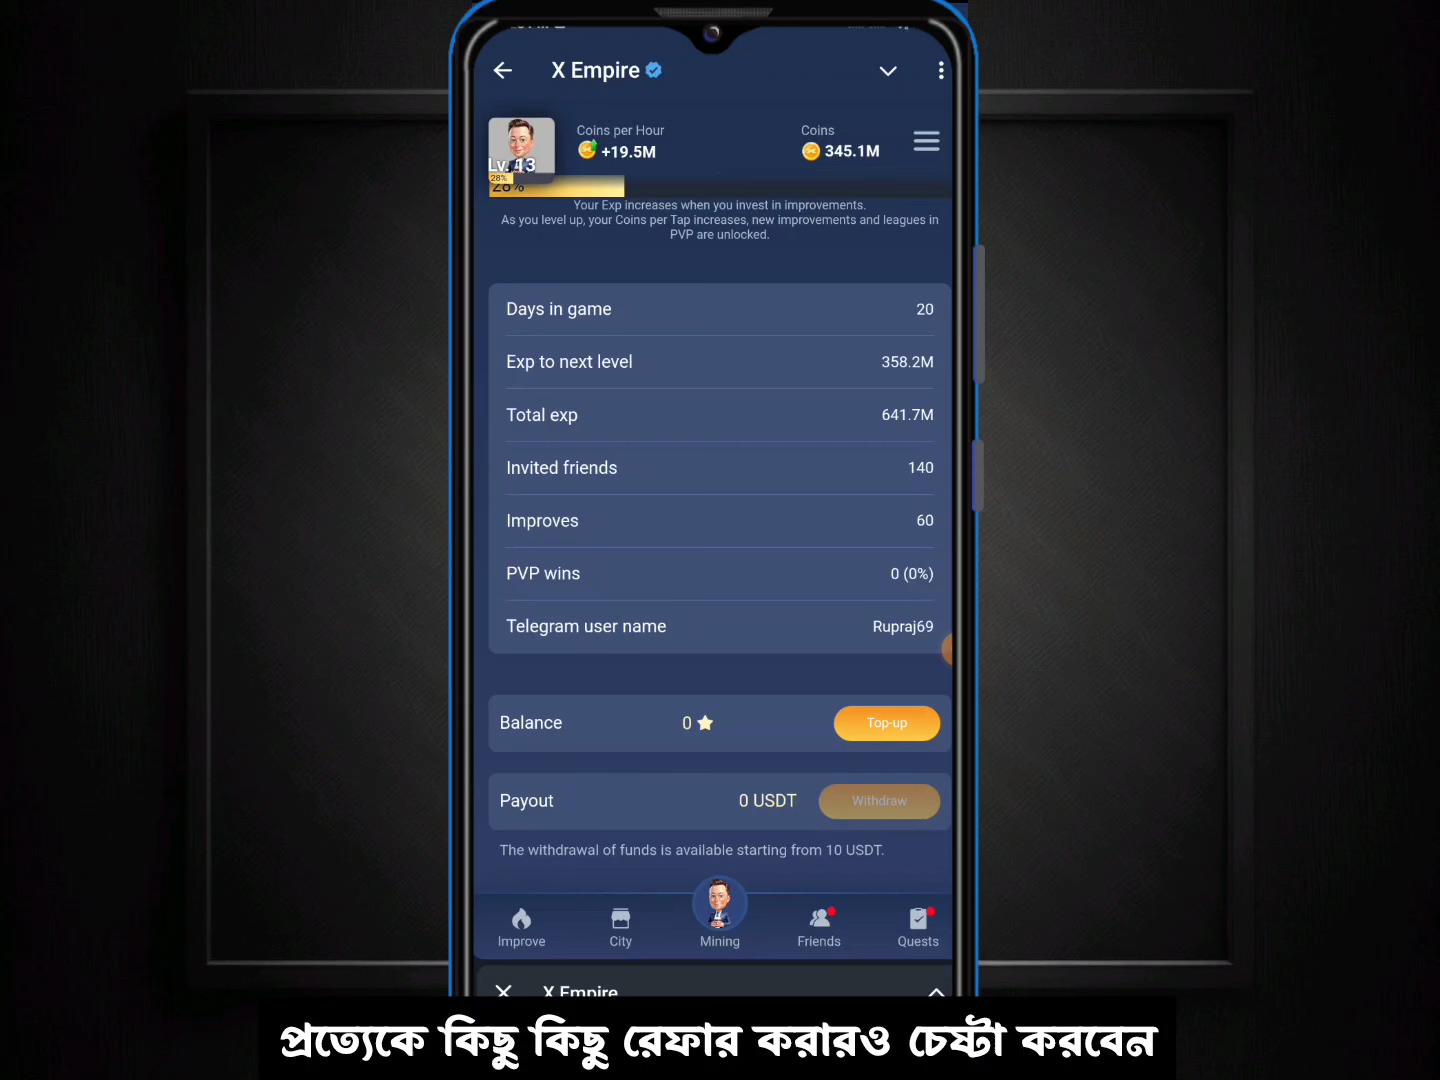 X Empire
Coins per Hour
+19.5M
Coins
345.1M
Lv. 13
28%
28%
Your Exp increases when you invest in improvements.
As you level up, your Coins per Tap increases, new improvements and leagues in
PVP are unlocked.
Days in game 20
Exp to next level 358.2M
Total exp 641.7M
Invited friends 140
Improves 60
PVP wins 0 (0%)
Telegram user name Rupraj69
Balance 0 Top-up
Payout 0 USDT Withdraw
The withdrawal of funds is available starting from 10 USDT.
Improve City Mining Friends Quests
X Empire
প্রত্যেকে কিছু কিছু রেফার করারও চেষ্টা করবেন